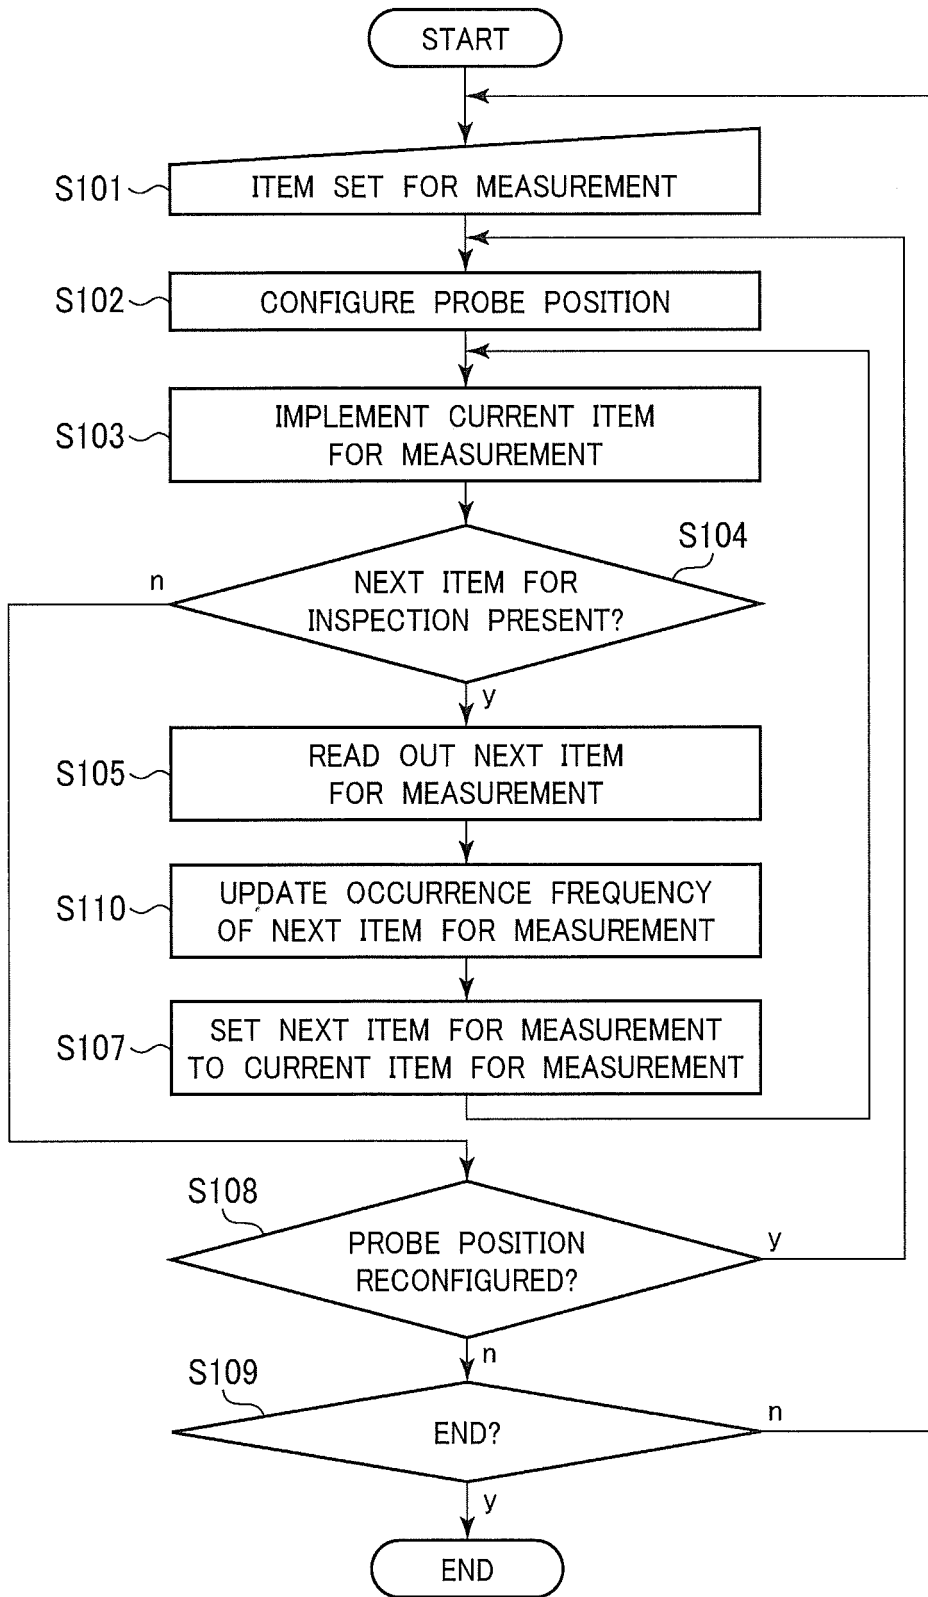 START
S101
ITEM SET FOR MEASUREMENT
S102
CONFIGURE PROBE POSITION
S103
IMPLEMENT CURRENT ITEM
FOR MEASUREMENT
S104
n
NEXT ITEM FOR
INSPECTION PRESENT?
y
S105
READ OUT NEXT ITEM
FOR MEASUREMENT
S110
UPDATE OCCURRENCE FREQUENCY
OF NEXT ITEM FOR MEASUREMENT
S107
SET NEXT ITEM FOR MEASUREMENT
TO CURRENT ITEM FOR MEASUREMENT
S108
PROBE POSITION
RECONFIGURED?
y
n
S109
END?
n
y
END